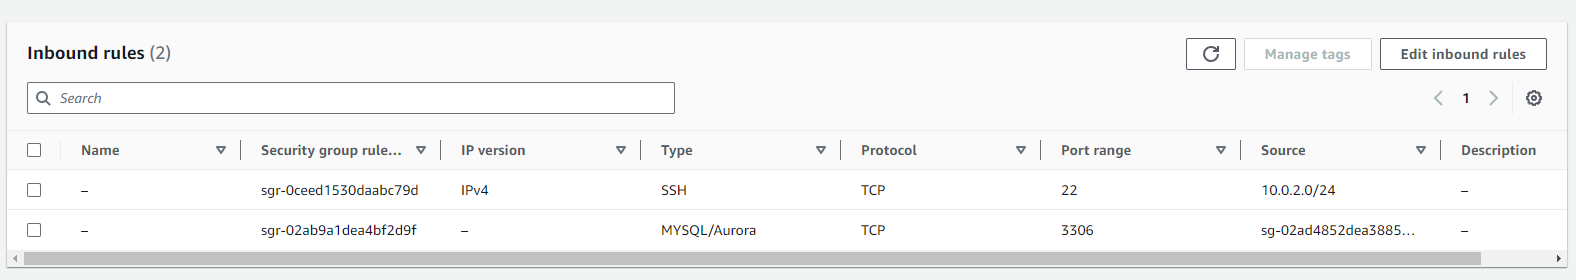 Inbound rules (2)
Manage tags
Edit inbound rules
Search
1
Name Security group rule... IP version Type Protocol Port range Source Description
– sgr-0ceed1530daabc79d IPv4 SSH TCP 22 10.0.2.0/24 –
– sgr-02ab9a1dea4bf2d9f – MYSQL/Aurora TCP 3306 sg-02ad4852dea3885... –